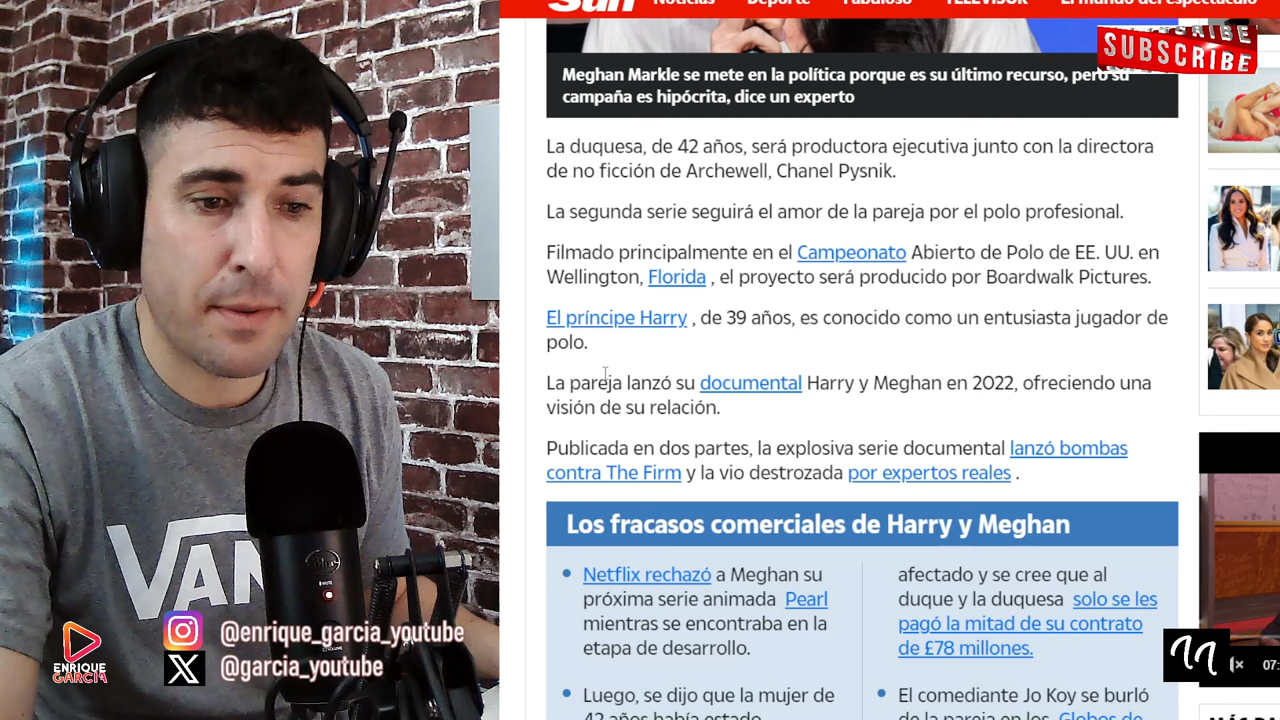 Sun Noticias Deporte Fabuloso TELEVISOR El mundo del espectáculo
SUBSCRIBE
Meghan Markle se mete en la política porque es su último recurso, pero su
campaña es hipócrita, dice un experto
La duquesa, de 42 años, será productora ejecutiva junto con la directora
de no ficción de Archewell, Chanel Pysnik.
La segunda serie seguirá el amor de la pareja por el polo profesional.
Filmado principalmente en el Campeonato Abierto de Polo de EE. UU. en
Wellington, Florida , el proyecto será producido por Boardwalk Pictures.
El príncipe Harry , de 39 años, es conocido como un entusiasta jugador de
polo.
La pareja lanzó su documental Harry y Meghan en 2022, ofreciendo una
visión de su relación.
Publicada en dos partes, la explosiva serie documental lanzó bombas
contra The Firm y la vio destrozada por expertos reales .
Los fracasos comerciales de Harry y Meghan
Netflix rechazó a Meghan su
próxima serie animada Pearl
mientras se encontraba en la
etapa de desarrollo.
Luego, se dijo que la mujer de
42 años había estado
afectado y se cree que al
duque y la duquesa solo se les
pagó la mitad de su contrato
de £78 millones.
El comediante Jo Koy se burló
de la pareja en los Globos de
07:
VAN
@enrique_garcia_youtube
@garcia_youtube
ENRIQUE
GARCIA